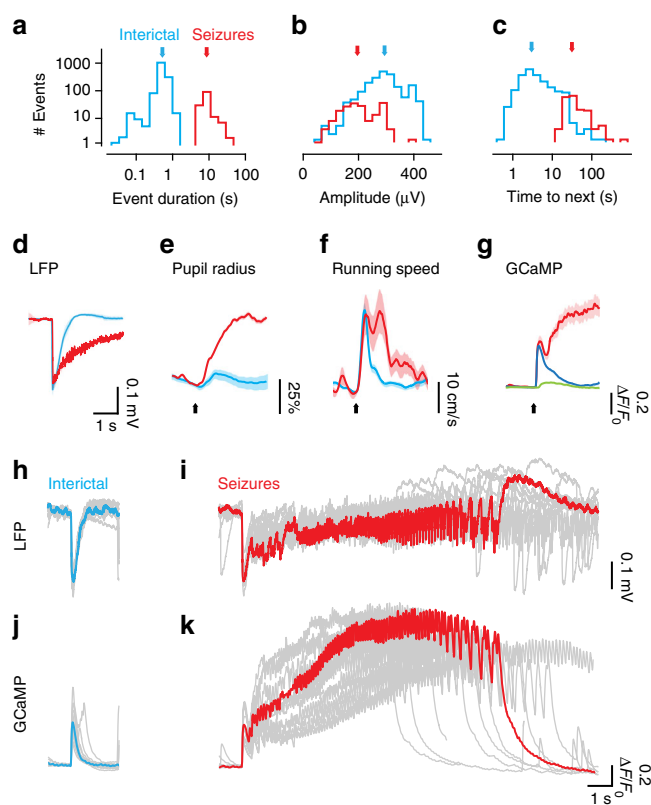 a
b
c
Interictal
Seizures
# Events
1000
100
10
1
0.1
1
10
Event duration (s)
0
200
400
Amplitude (μV)
1
10
100
Time to next (s)
d
e
f
g
LFP
Pupil radius
Running speed
GCaMP
0.1 mV
1 s
25%
10 cm/s
0.2
ΔF/F0
h
Interictal
i
Seizures
LFP
0.1 mV
j
k
GCaMP
0.2
ΔF/F0
1 s